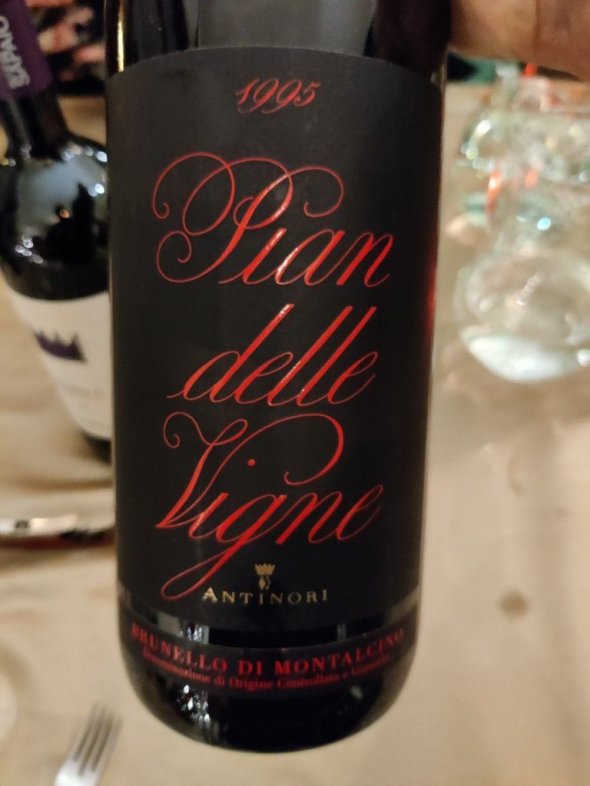 1995
Pian
delle
Vigne
ANTINORI
BRUNELLO DI MONTALCINO
Denominazione di Origine Controllata e Garantita